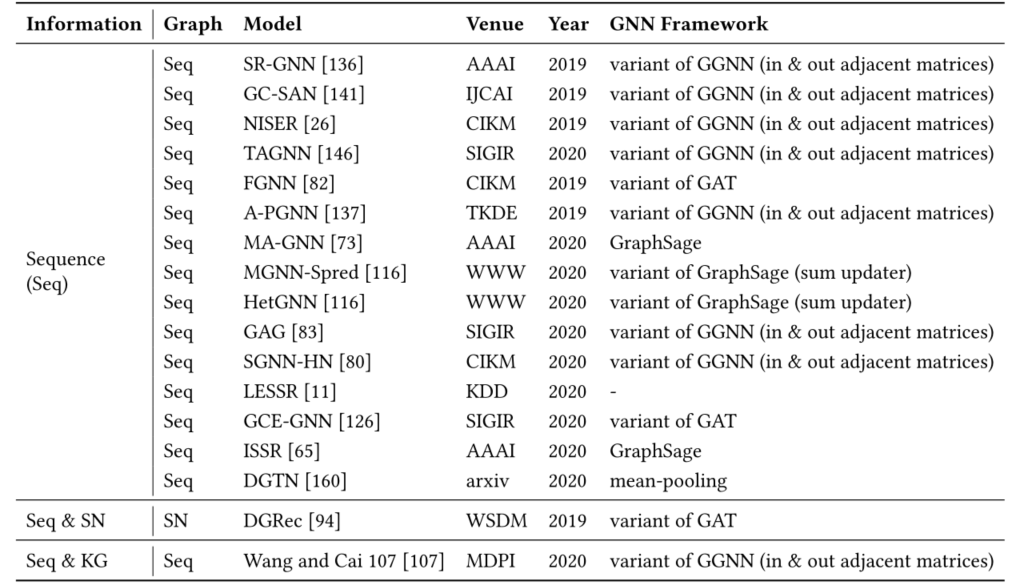 Information Graph Model Venue Year GNN Framework
Seq SR-GNN [136] AAAI 2019 variant of GGNN (in & out adjacent matrices)
Seq GC-SAN [141] IJCAI 2019 variant of GGNN (in & out adjacent matrices)
Seq NISER [26] CIKM 2019 variant of GGNN (in & out adjacent matrices)
Seq TAGNN [146] SIGIR 2020 variant of GGNN (in & out adjacent matrices)
Seq FGNN [82] CIKM 2019 variant of GAT
Seq A-PGNN [137] TKDE 2019 variant of GGNN (in & out adjacent matrices)
Seq MA-GNN [73] AAAI 2020 GraphSage
Sequence
(Seq)
Seq MGNN-Spred [116] WWW 2020 variant of GraphSage (sum updater)
Seq HetGNN [116] WWW 2020 variant of GraphSage (sum updater)
Seq GAG [83] SIGIR 2020 variant of GGNN (in & out adjacent matrices)
Seq SGNN-HN [80] CIKM 2020 variant of GGNN (in & out adjacent matrices)
Seq LESSR [11] KDD 2020 -
Seq GCE-GNN [126] SIGIR 2020 variant of GAT
Seq ISSR [65] AAAI 2020 GraphSage
Seq DGTN [160] arxiv 2020 mean-pooling
Seq & SN SN DGRec [94] WSDM 2019 variant of GAT
Seq & KG Seq Wang and Cai 107 [107] MDPI 2020 variant of GGNN (in & out adjacent matrices)